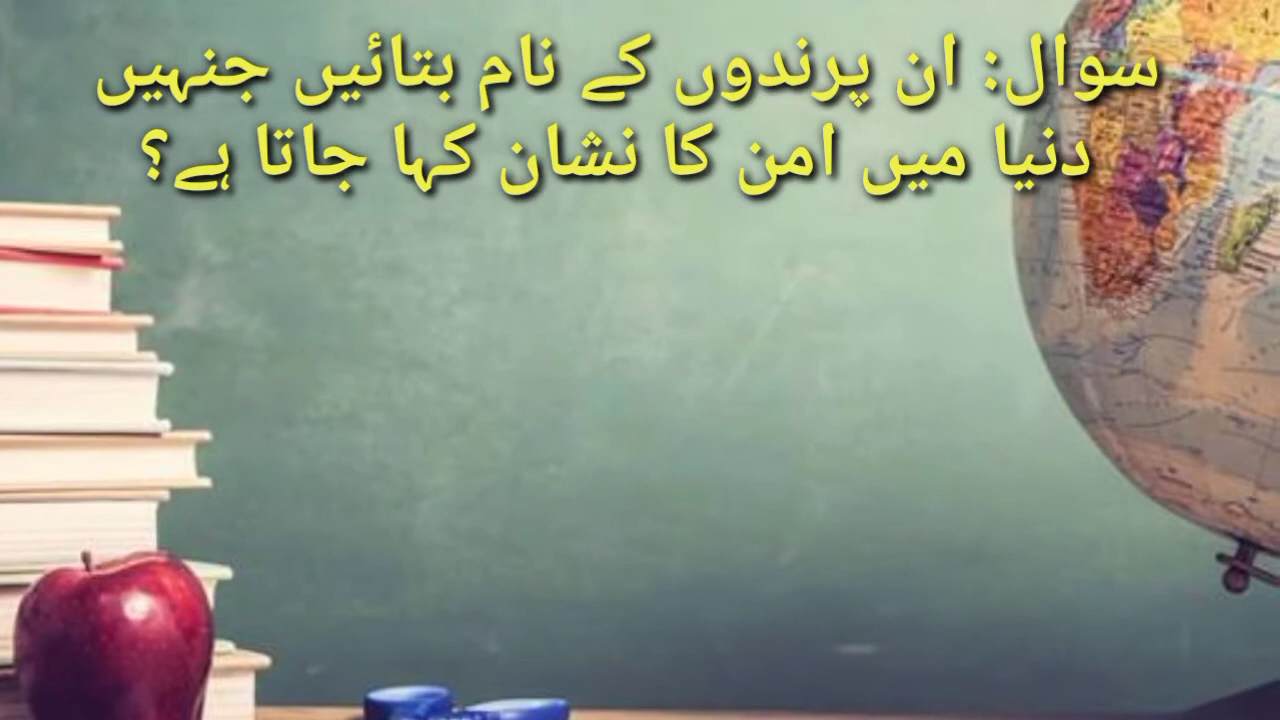 سوال: ان پرندوں کے نام بتائیں جنہیں
دنیا میں امن کا نشان کہا جاتا ہے؟